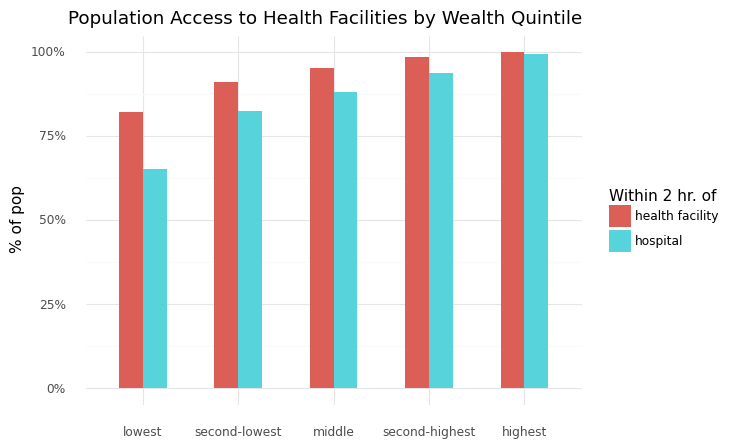 Population Access to Health Facilities by Wealth Quintile
100%
75%
50%
25%
0%
% of pop
lowest
second-lowest
middle
second-highest
highest
Within 2 hr. of
health facility
hospital